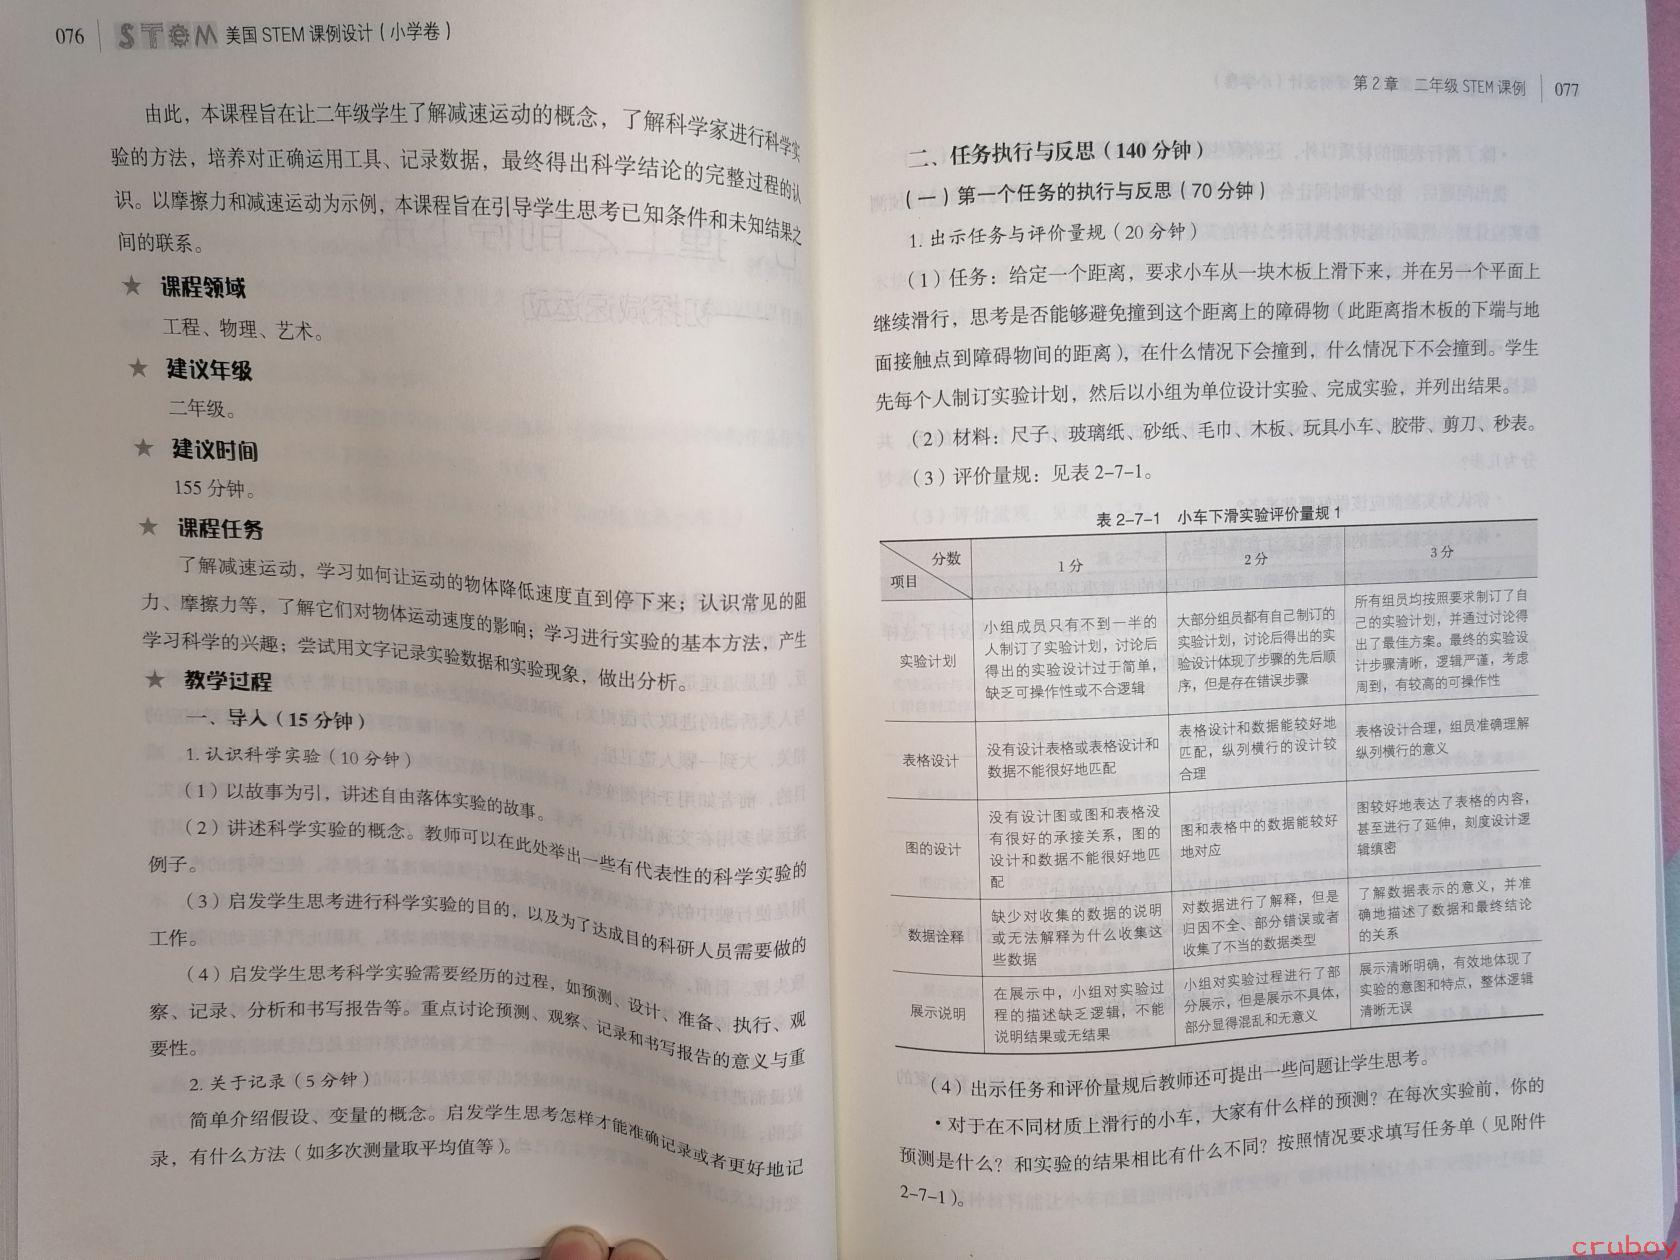 076 STEM 美国 STEM 课例设计（小学卷）
由此，本课程旨在让二年级学生了解减速运动的概念，了解科学家进行科学实
验的方法，培养对正确运用工具、记录数据，最终得出科学结论的完整过程的认
识。以摩擦力和减速运动为示例，本课程旨在引导学生思考已知条件和未知结果之
间的联系。
★ 课程领域
工程、物理、艺术。
★ 建议年级
二年级。
★ 建议时间
155 分钟。
★ 课程任务
了解减速运动，学习如何让运动的物体降低速度直到停下来；认识常见的阻
力、摩擦力等，了解它们对物体运动速度的影响；学习进行实验的基本方法，产生
学习科学的兴趣；尝试用文字记录实验数据和实验现象，做出分析。
★ 教学过程
一、导入（15 分钟）
1. 认识科学实验（10 分钟）
（1）以故事为引，讲述自由落体实验的故事。
（2）讲述科学实验的概念。教师可以在此处举出一些有代表性的科学实验的
例子。
（3）启发学生思考进行科学实验的目的，以及为了达成目的科研人员需要做的
工作。
（4）启发学生思考科学实验需要经历的过程，如预测、设计、准备、执行、观
察、记录、分析和书写报告等。重点讨论预测、观察、记录和书写报告的意义与重
要性。
2. 关于记录（5 分钟）
简单介绍假设、变量的概念。启发学生思考怎样才能准确记录或者更好地记
录，有什么方法（如多次测量取平均值等）。
第 2 章 二年级 STEM 课例 077
二、任务执行与反思（140 分钟）
（一）第一个任务的执行与反思（70 分钟）
1. 出示任务与评价量规（20 分钟）
（1）任务：给定一个距离，要求小车从一块木板上滑下来，并在另一个平面上
继续滑行，思考是否能够避免撞到这个距离上的障碍物（此距离指木板的下端与地
面接触点到障碍物间的距离），在什么情况下会撞到，什么情况下不会撞到。学生
先每个人制订实验计划，然后以小组为单位设计实验、完成实验，并列出结果。
（2）材料：尺子、玻璃纸、砂纸、毛巾、木板、玩具小车、胶带、剪刀、秒表。
（3）评价量规：见表 2-7-1。
表 2-7-1 小车下滑实验评价量规 1
分数
项目
1 分
2 分
3 分
实验计划
小组成员只有不到一半的
人制订了实验计划，讨论后
得出的实验设计过于简单，
缺乏可操作性或不合逻辑
大部分组员都有自己制订的
实验计划，讨论后得出的实
验设计体现了步骤的先后顺
序，但是存在错误步骤
所有组员均按照要求制订了自
己的实验计划，并通过讨论得
出了最佳方案。最终的实验设
计步骤清晰，逻辑严谨，考虑
周到，有较高的可操作性
表格设计
没有设计表格或表格设计和
数据不能很好地匹配
表格设计和数据能较好地
匹配，纵列横行的设计较
合理
表格设计合理，组员准确理解
纵列横行的意义
图的设计
没有设计图或图和表格没
有很好的承接关系，图的
设计和数据不能很好地匹
配
图和表格中的数据能较好
地对应
图较好地表达了表格的内容，
甚至进行了延伸，刻度设计逻
辑缜密
数据诠释
缺少对收集的数据的说明
或无法解释为什么收集这
些数据
对数据进行了解释，但是
归因不全、部分错误或者
收集了不当的数据类型
了解数据表示的意义，并准
确地描述了数据和最终结论
的关系
展示说明
在展示中，小组对实验过
程的描述缺乏逻辑，不能
说明结果或无结果
小组对实验过程进行了部
分展示，但是展示不具体，
部分显得混乱和无意义
展示清晰明确，有效地体现了
实验的意图和特点，整体逻辑
清晰无误
（4）出示任务和评价量规后教师还可提出一些问题让学生思考。
• 对于在不同材质上滑行的小车，大家有什么样的预测？在每次实验前，你的
预测是什么？和实验的结果相比有什么不同？按照情况要求填写任务单（见附件
2-7-1）。
cruboy